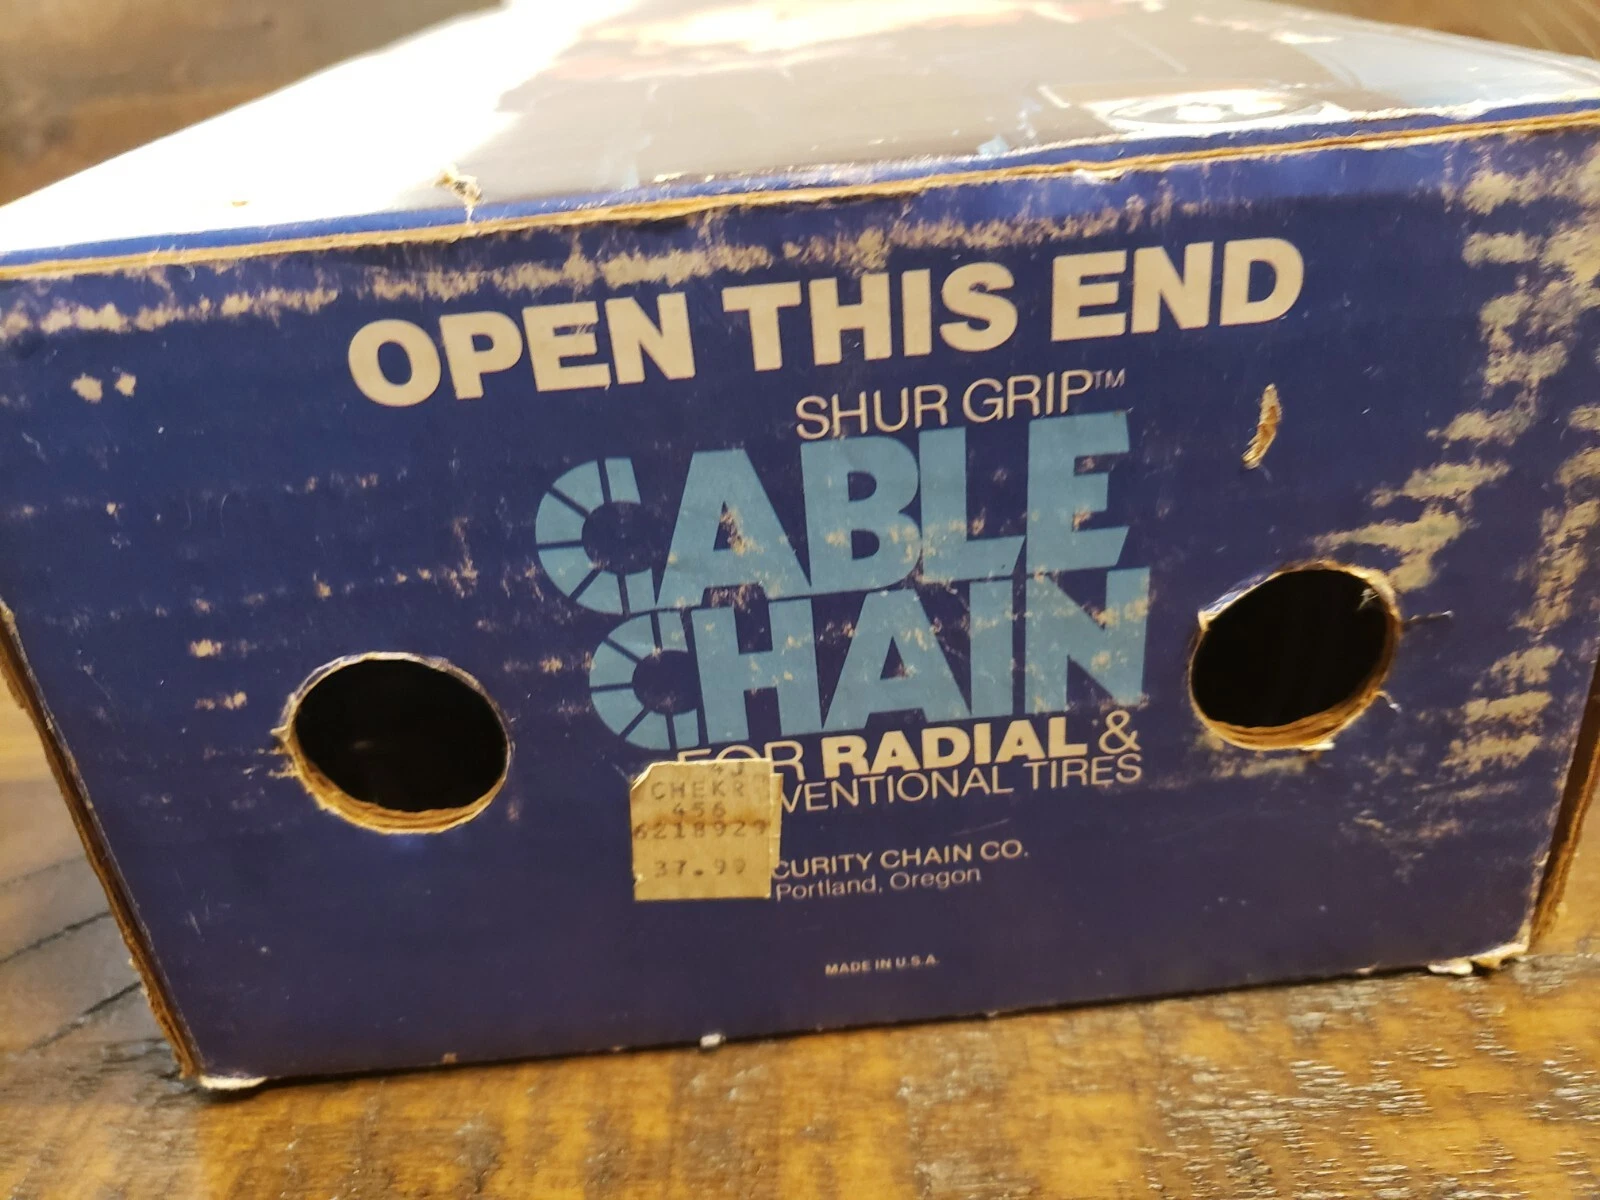 OPEN THIS END
SHUR GRIP™
CABLE
CHAIN
FOR RADIAL &
VENTIONAL TIRES
CHEKR
456
6218929
37.99
CURITY CHAIN CO.
Portland, Oregon
MADE IN U.S.A.